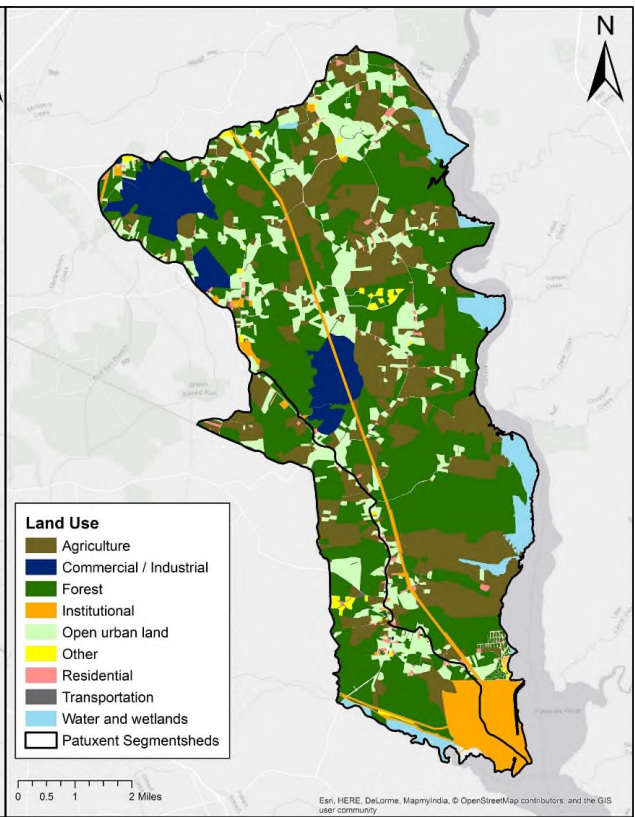 N
Land Use
Agriculture
Commercial / Industrial
Forest
Institutional
Open urban land
Other
Residential
Transportation
Water and wetlands
Patuxent Segmentsheds
0 0.5 1 2 Miles
Esri, HERE, DeLorme, MapmyIndia, © OpenStreetMap contributors, and the GIS
user community